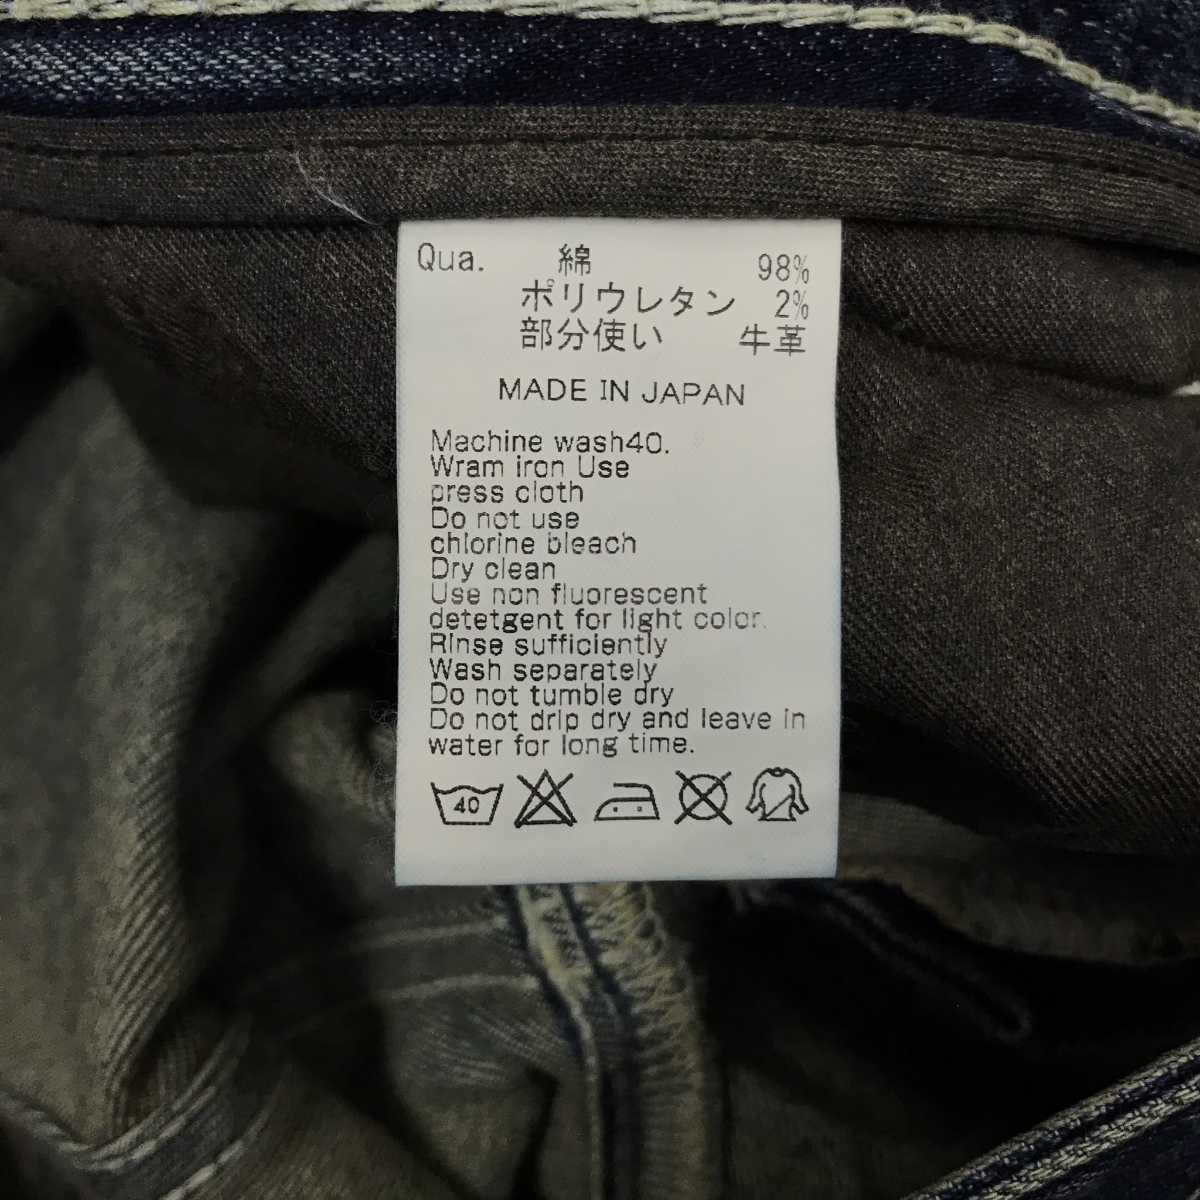 Qua. 綿 98%
ポリウレタン 2%
部分使い 牛革
MADE IN JAPAN
Machine wash40.
Wram iron Use
press cloth
Do not use
chlorine bleach
Dry clean
Use non fluorescent
detetgent for light color.
Rinse sufficiently
Wash separately
Do not tumble dry
Do not drip dry and leave in
water for long time.
40